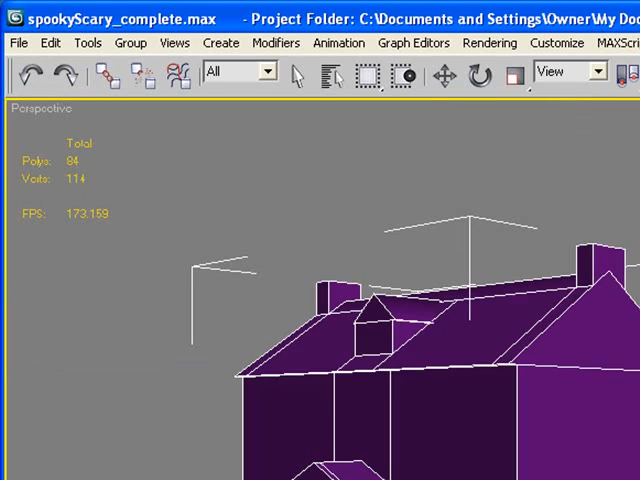 spookyScary_complete.max - Project Folder: C:\Documents and Settings\Owner\My Do
File Edit Tools Group Views Create Modifiers Animation Graph Editors Rendering Customize MAXScri
All View
Perspective
Total
Polys: 84
Verts: 114
FPS: 173.159